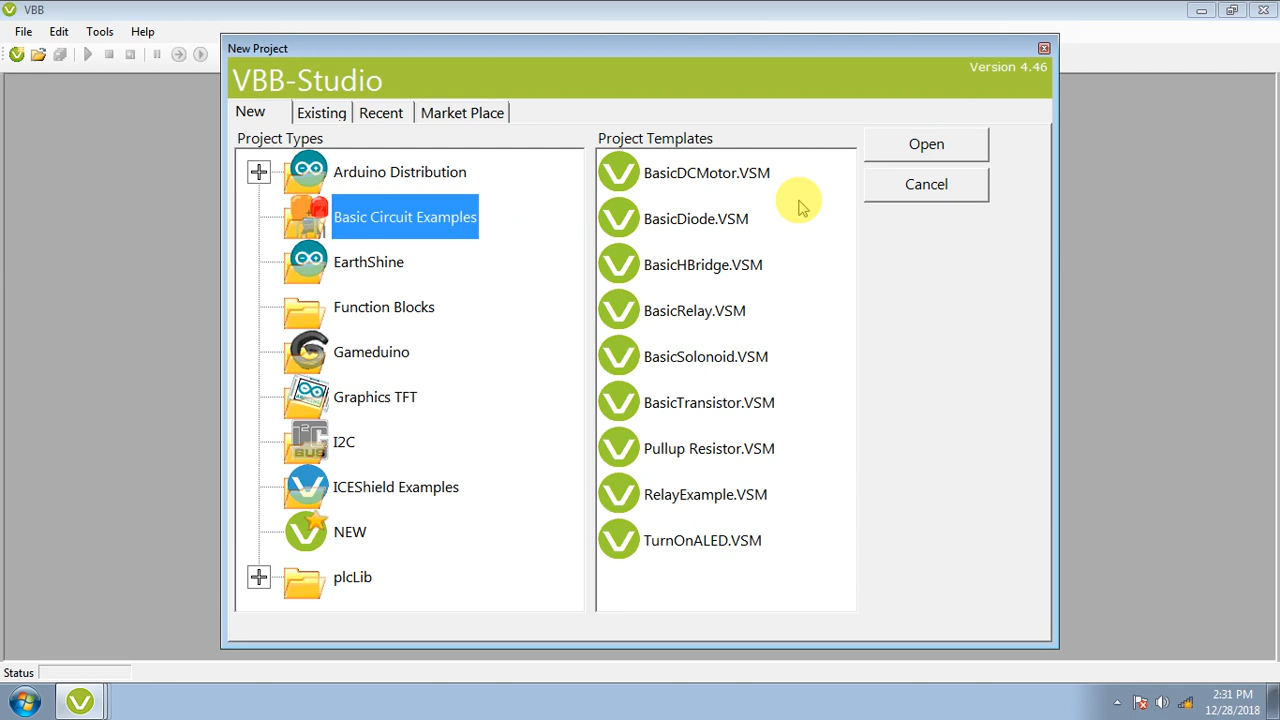 VBB
File Edit Tools Help
New Project
VBB-Studio
Version 4.46
New Existing Recent Market Place
Project Types
Arduino Distribution
Basic Circuit Examples
EarthShine
Function Blocks
Gameduino
Graphics TFT
I2C
I²C BUS
ICEShield Examples
NEW
plcLib
Project Templates
BasicDCMotor.VSM
BasicDiode.VSM
BasicHBridge.VSM
BasicRelay.VSM
BasicSolonoid.VSM
BasicTransistor.VSM
Pullup Resistor.VSM
RelayExample.VSM
TurnOnALED.VSM
Open
Cancel
Status
2:31 PM
12/28/2018